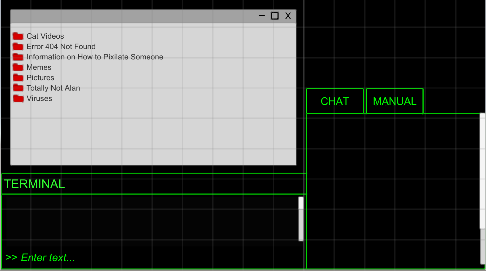 Cat Videos
Error 404 Not Found
Information on How to Pixilate Someone
Memes
Pictures
Totally Not Alan
Viruses
CHAT
MANUAL
TERMINAL
>> Enter text...